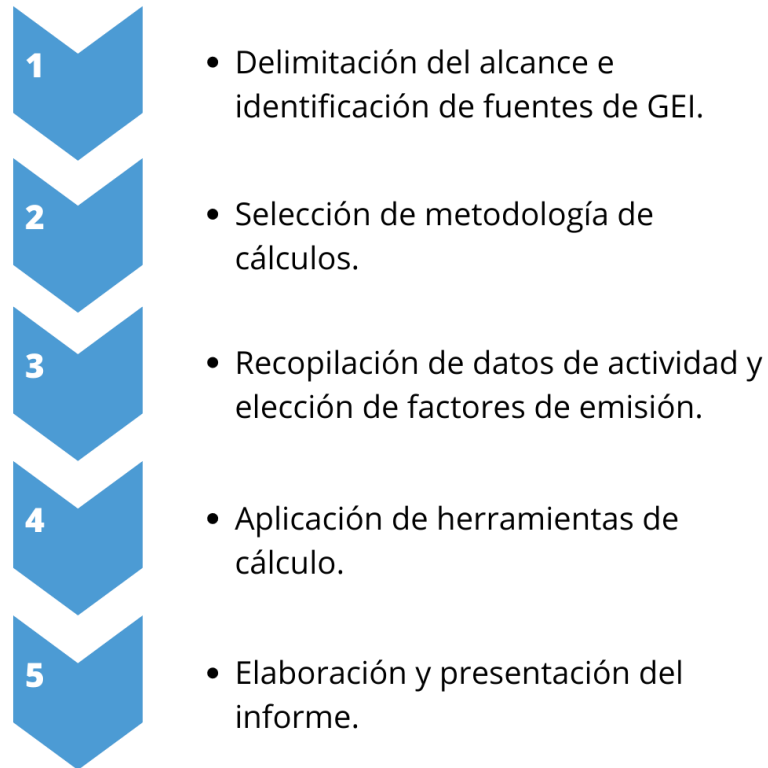 1
• Delimitación del alcance e
identificación de fuentes de GEI.
2
• Selección de metodología de
cálculos.
3
• Recopilación de datos de actividad y
elección de factores de emisión.
4
• Aplicación de herramientas de
cálculo.
5
• Elaboración y presentación del
informe.